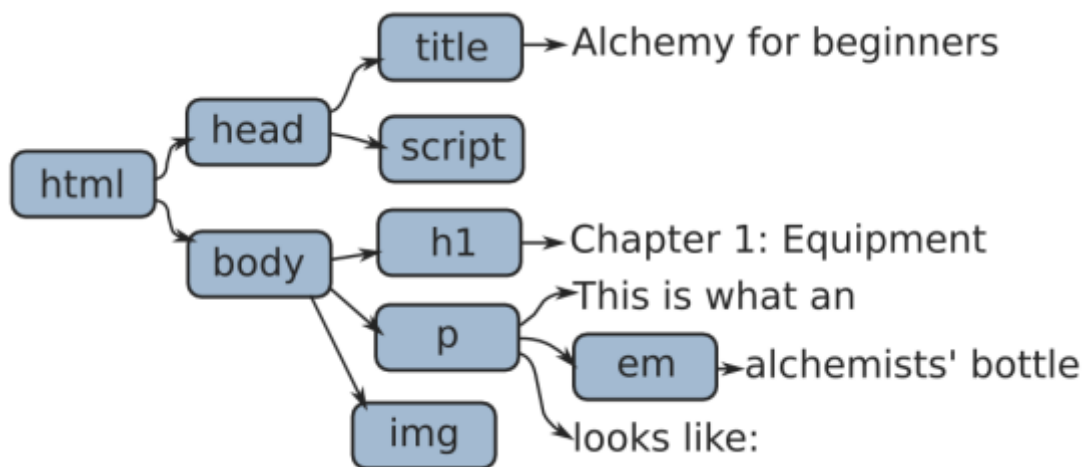 title
Alchemy for beginners
head
script
html
h1
Chapter 1: Equipment
body
This is what an
p
em
alchemists' bottle
img
looks like: